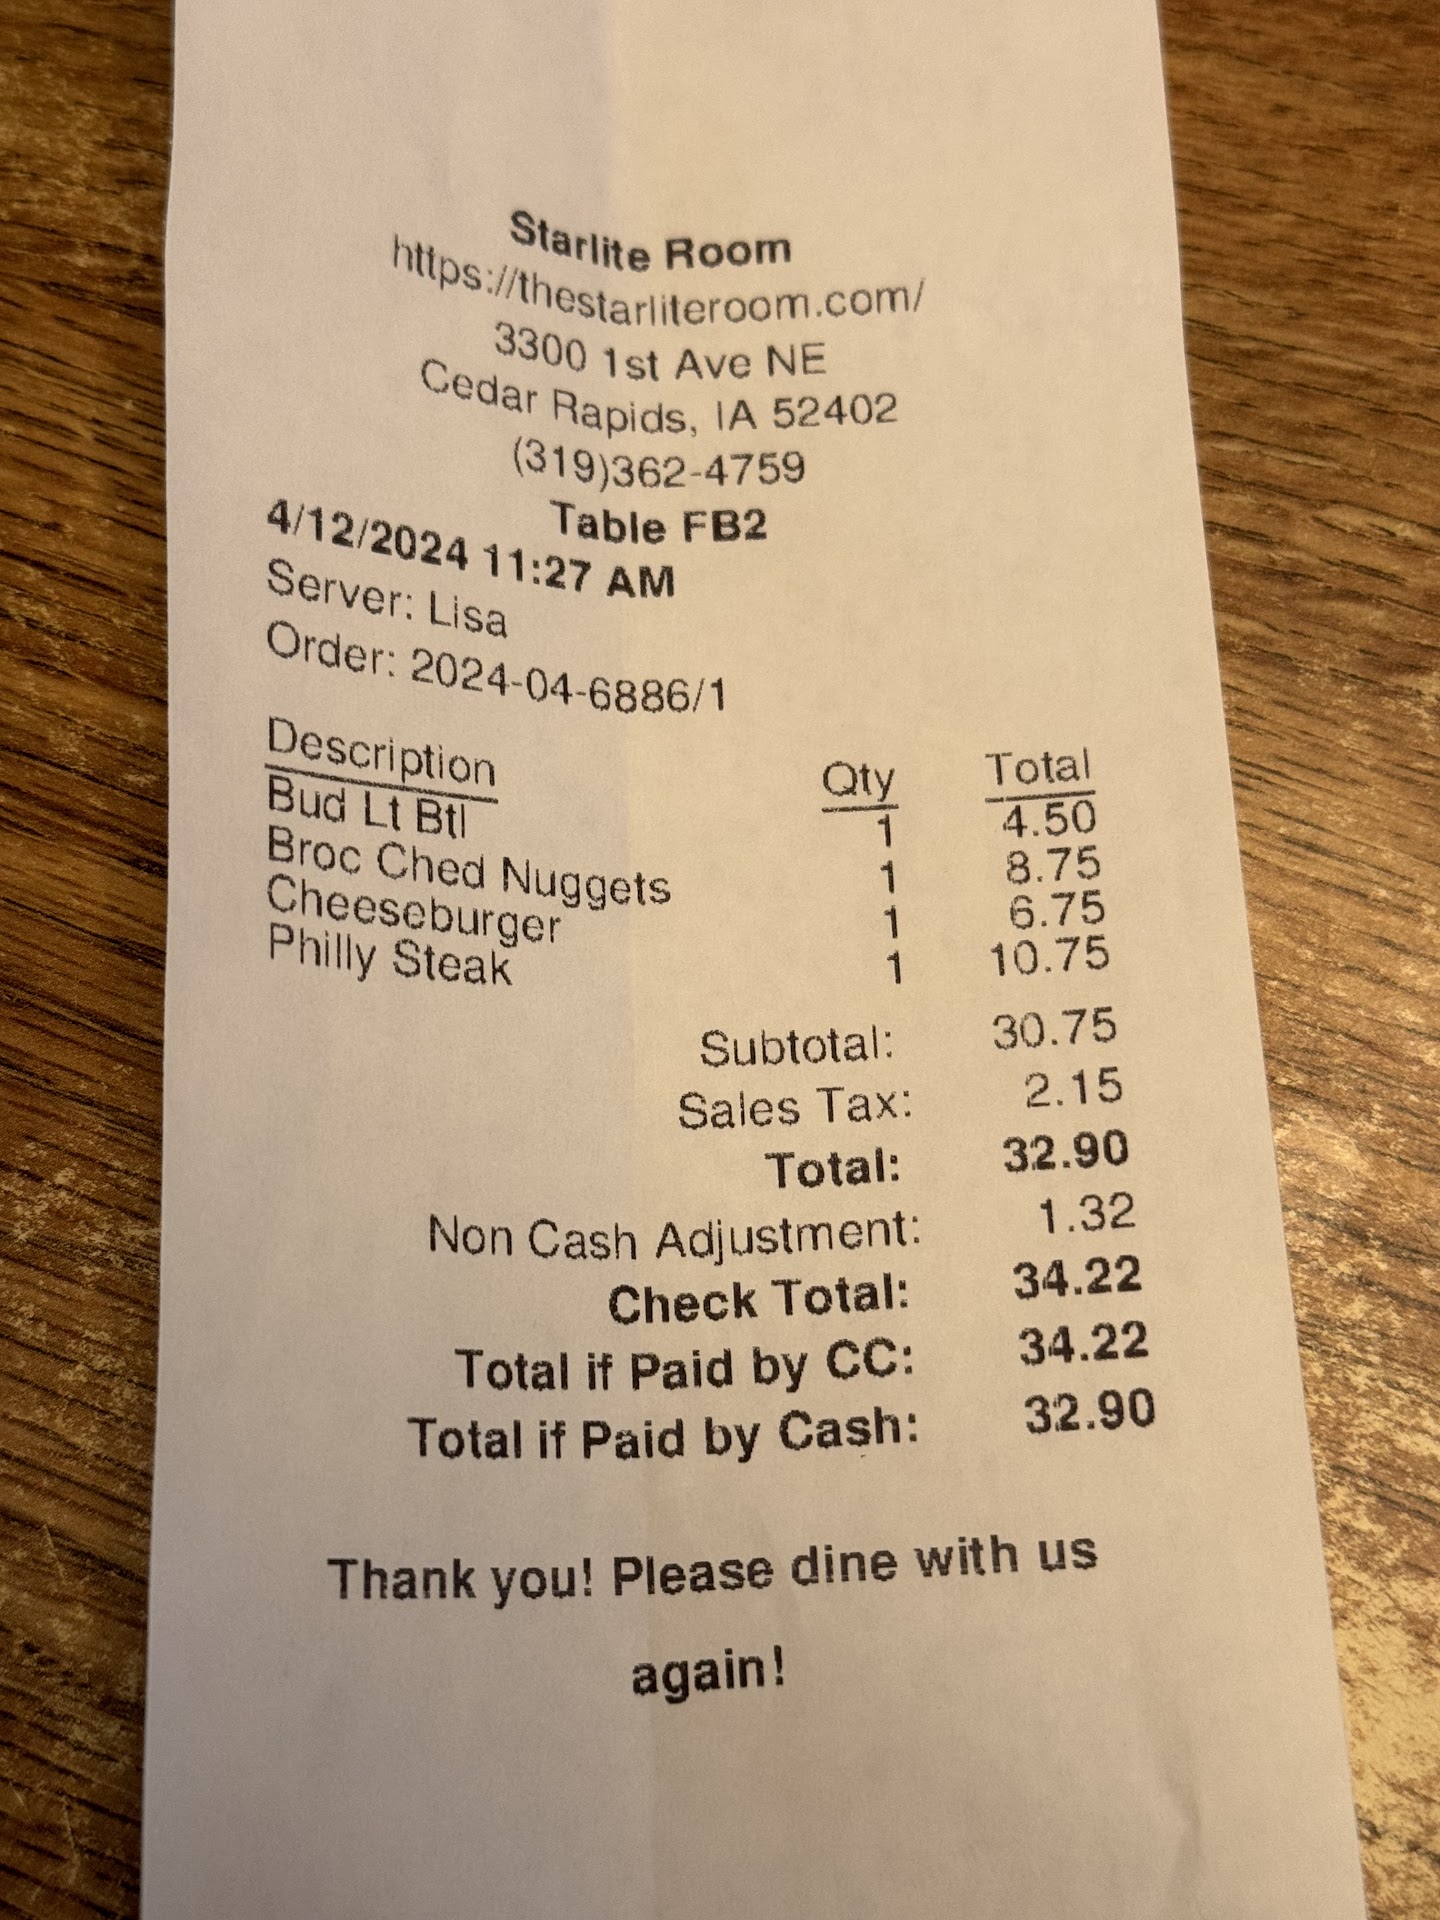 Starlite Room
https://thestarliteroom.com/
3300 1st Ave NE
Cedar Rapids, IA 52402
(319)362-4759
Table FB2
4/12/2024 11:27 AM
Server: Lisa
Order: 2024-04-6886/1
Description Qty Total
Bud Lt Btl 1 4.50
Broc Ched Nuggets 1 8.75
Cheeseburger 1 6.75
Philly Steak 1 10.75
Subtotal: 30.75
Sales Tax: 2.15
Total: 32.90
Non Cash Adjustment: 1.32
Check Total: 34.22
Total if Paid by CC: 34.22
Total if Paid by Cash: 32.90
Thank you! Please dine with us
again!